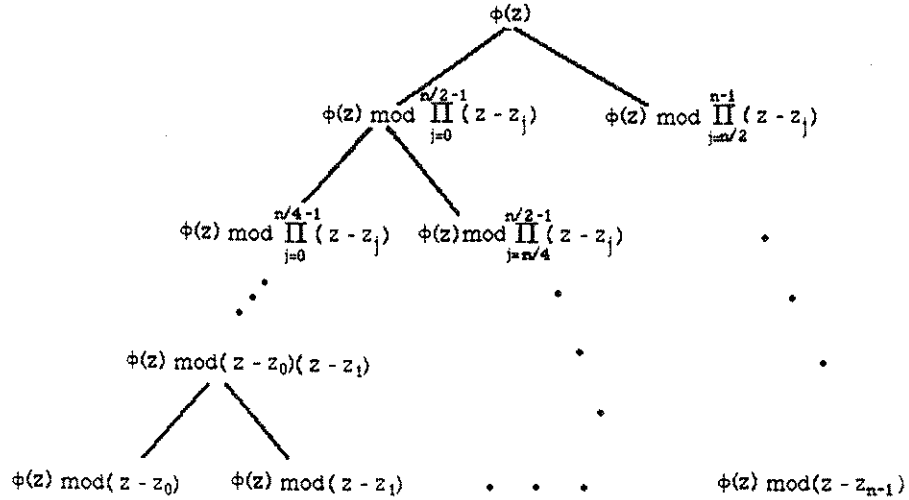 ϕ(z)
ϕ(z) mod ∏_{j=0}^{n/2-1} (z - z_j)   ϕ(z) mod ∏_{j=n/2}^{n-1} (z - z_j)
ϕ(z) mod ∏_{j=0}^{n/4-1} (z - z_j)   ϕ(z) mod ∏_{j=n/4}^{n/2-1} (z - z_j)
ϕ(z) mod(z - z_0)(z - z_1)
ϕ(z) mod(z - z_0)   ϕ(z) mod(z - z_1)   . . .   ϕ(z) mod(z - z_{n-1})